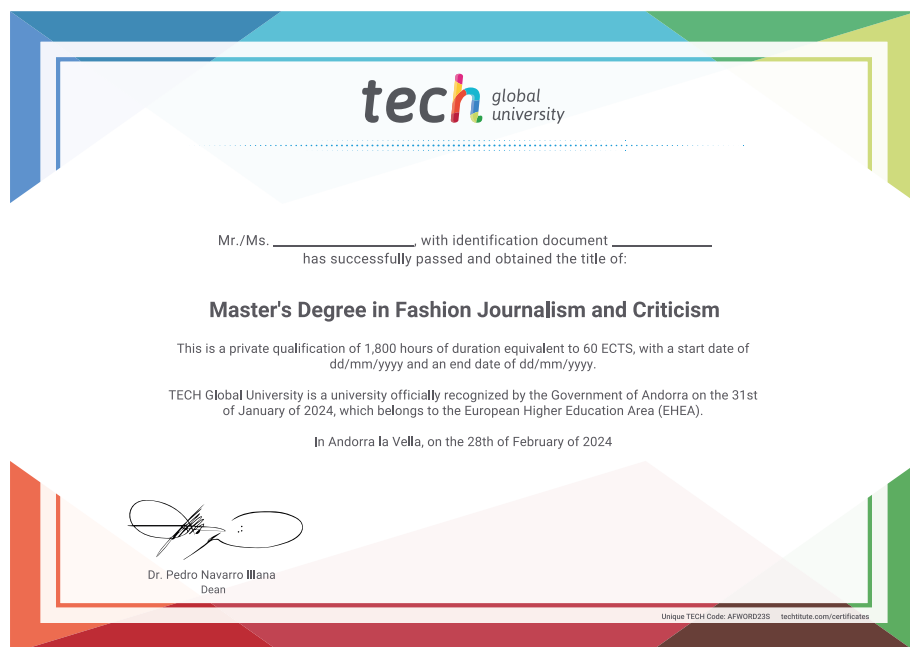 tech global university
Mr./Ms. ________________, with identification document ___________
has successfully passed and obtained the title of:
Master's Degree in Fashion Journalism and Criticism
This is a private qualification of 1,800 hours of duration equivalent to 60 ECTS, with a start date of
dd/mm/yyyy and an end date of dd/mm/yyyy.
TECH Global University is a university officially recognized by the Government of Andorra on the 31st
of January of 2024, which belongs to the European Higher Education Area (EHEA).
In Andorra la Vella, on the 28th of February of 2024
Dr. Pedro Navarro Illana
Dean
Unique TECH Code: AFWORD23S techtitute.com/certificates